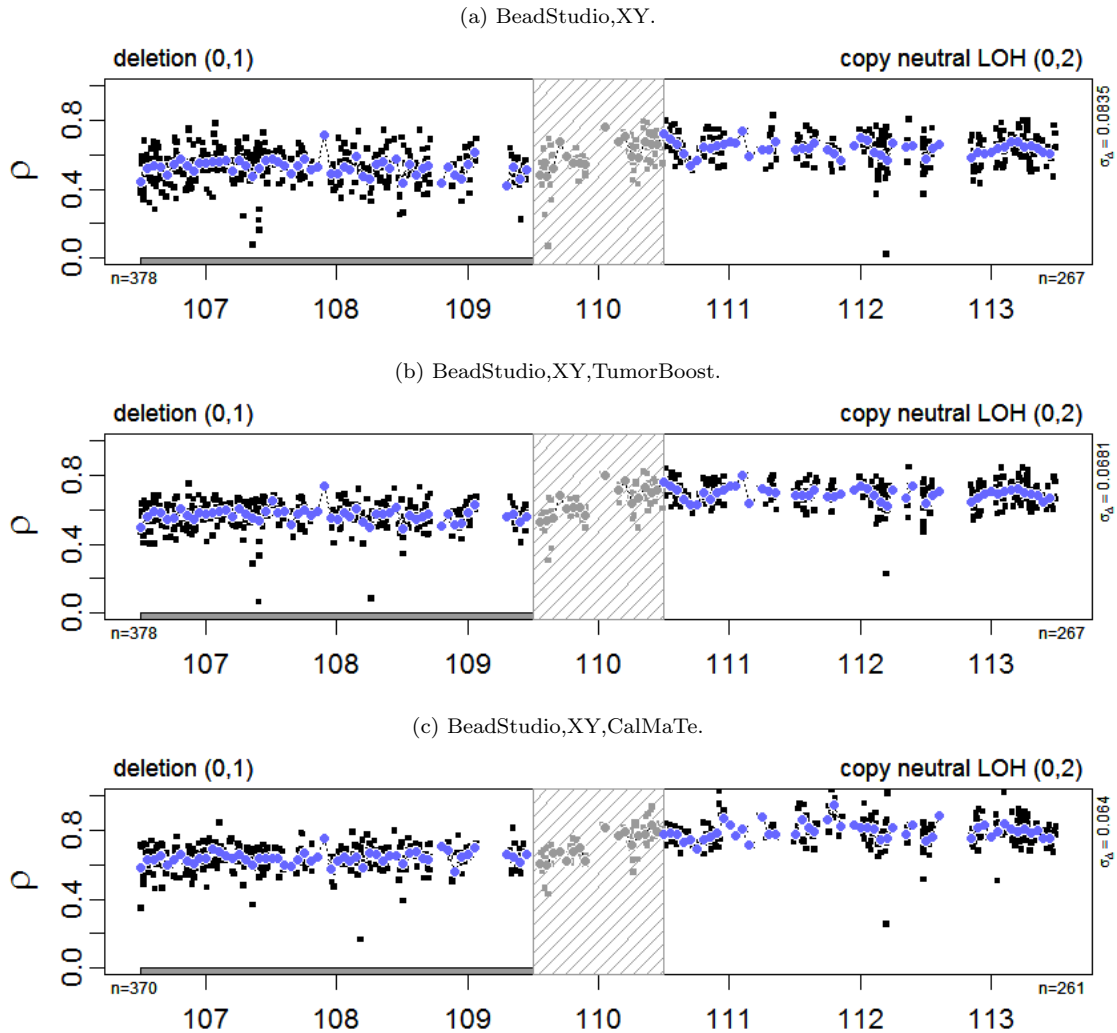 (a) BeadStudio,XY.
deletion (0,1) copy neutral LOH (0,2)
ρ
0.0 0.4 0.8
σΔ = 0.0835
n=378 n=267
107 108 109 110 111 112 113
(b) BeadStudio,XY,TumorBoost.
deletion (0,1) copy neutral LOH (0,2)
ρ
0.0 0.4 0.8
σΔ = 0.0681
n=378 n=267
107 108 109 110 111 112 113
(c) BeadStudio,XY,CalMaTe.
deletion (0,1) copy neutral LOH (0,2)
ρ
0.0 0.4 0.8
σΔ = 0.064
n=370 n=261
107 108 109 110 111 112 113